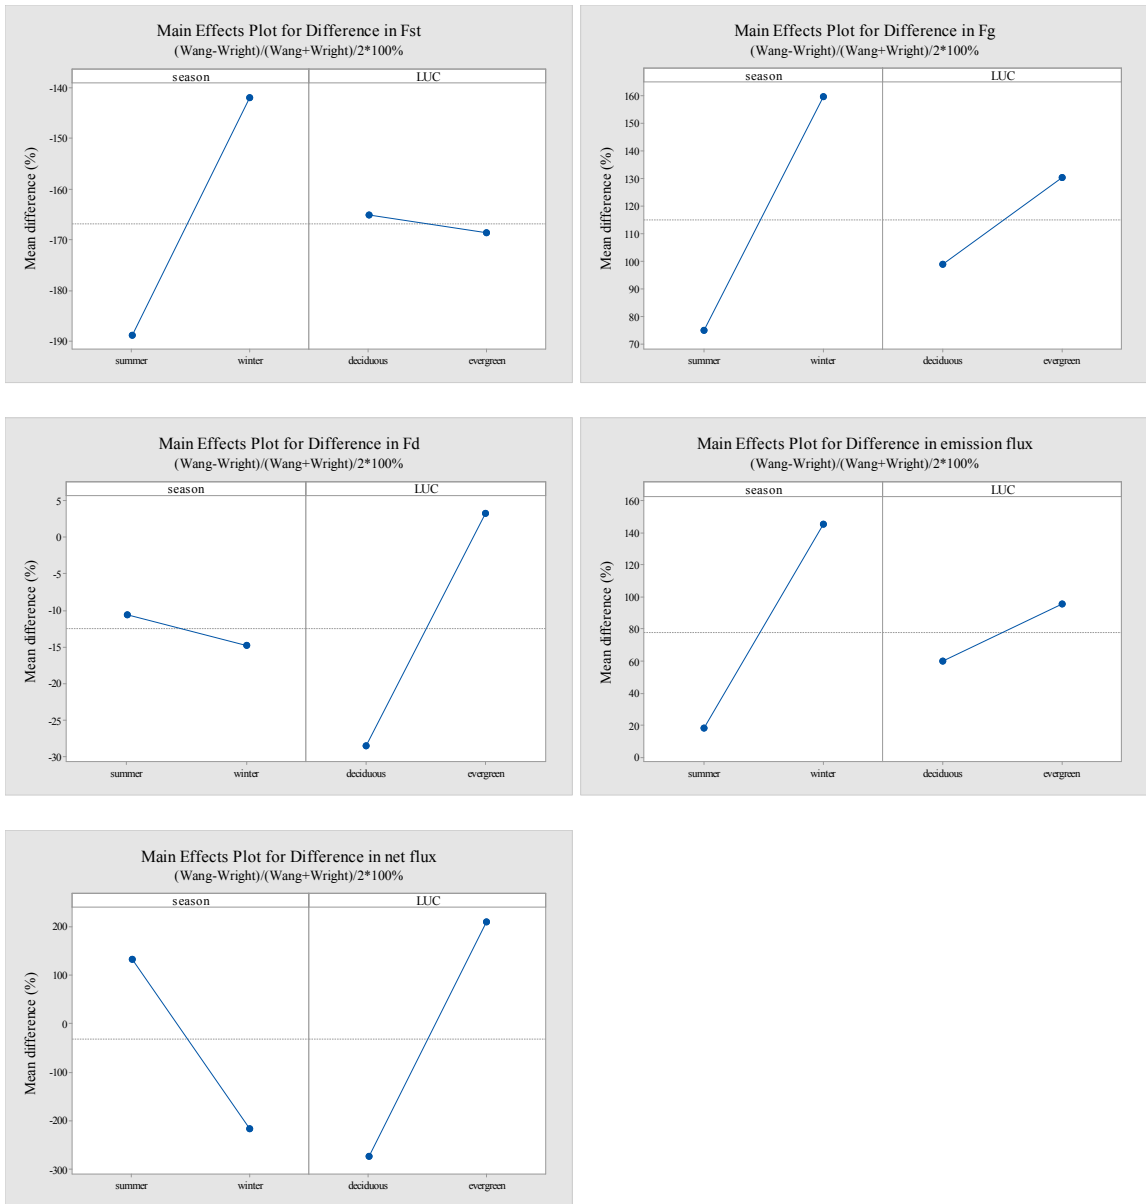 Main Effects Plot for Difference in Fst
(Wang-Wright)/(Wang+Wright)/2*100%
season LUC
Mean difference (%)
-140
-150
-160
-170
-180
-190
summer winter deciduous evergreen
Main Effects Plot for Difference in Fg
(Wang-Wright)/(Wang+Wright)/2*100%
season LUC
Mean difference (%)
160
150
140
130
120
110
100
90
80
70
summer winter deciduous evergreen
Main Effects Plot for Difference in Fd
(Wang-Wright)/(Wang+Wright)/2*100%
season LUC
Mean difference (%)
5
0
-5
-10
-15
-20
-25
-30
summer winter deciduous evergreen
Main Effects Plot for Difference in emission flux
(Wang-Wright)/(Wang+Wright)/2*100%
season LUC
Mean difference (%)
160
140
120
100
80
60
40
20
0
summer winter deciduous evergreen
Main Effects Plot for Difference in net flux
(Wang-Wright)/(Wang+Wright)/2*100%
season LUC
Mean difference (%)
200
100
0
-100
-200
-300
summer winter deciduous evergreen